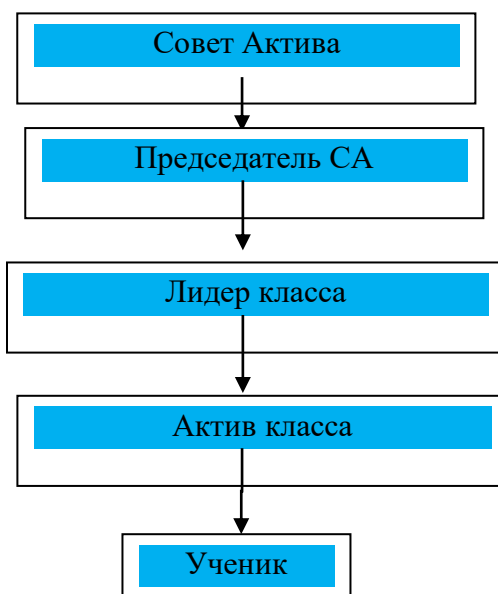 Совет Актива
Председатель СА
Лидер класса
Актив класса
Ученик